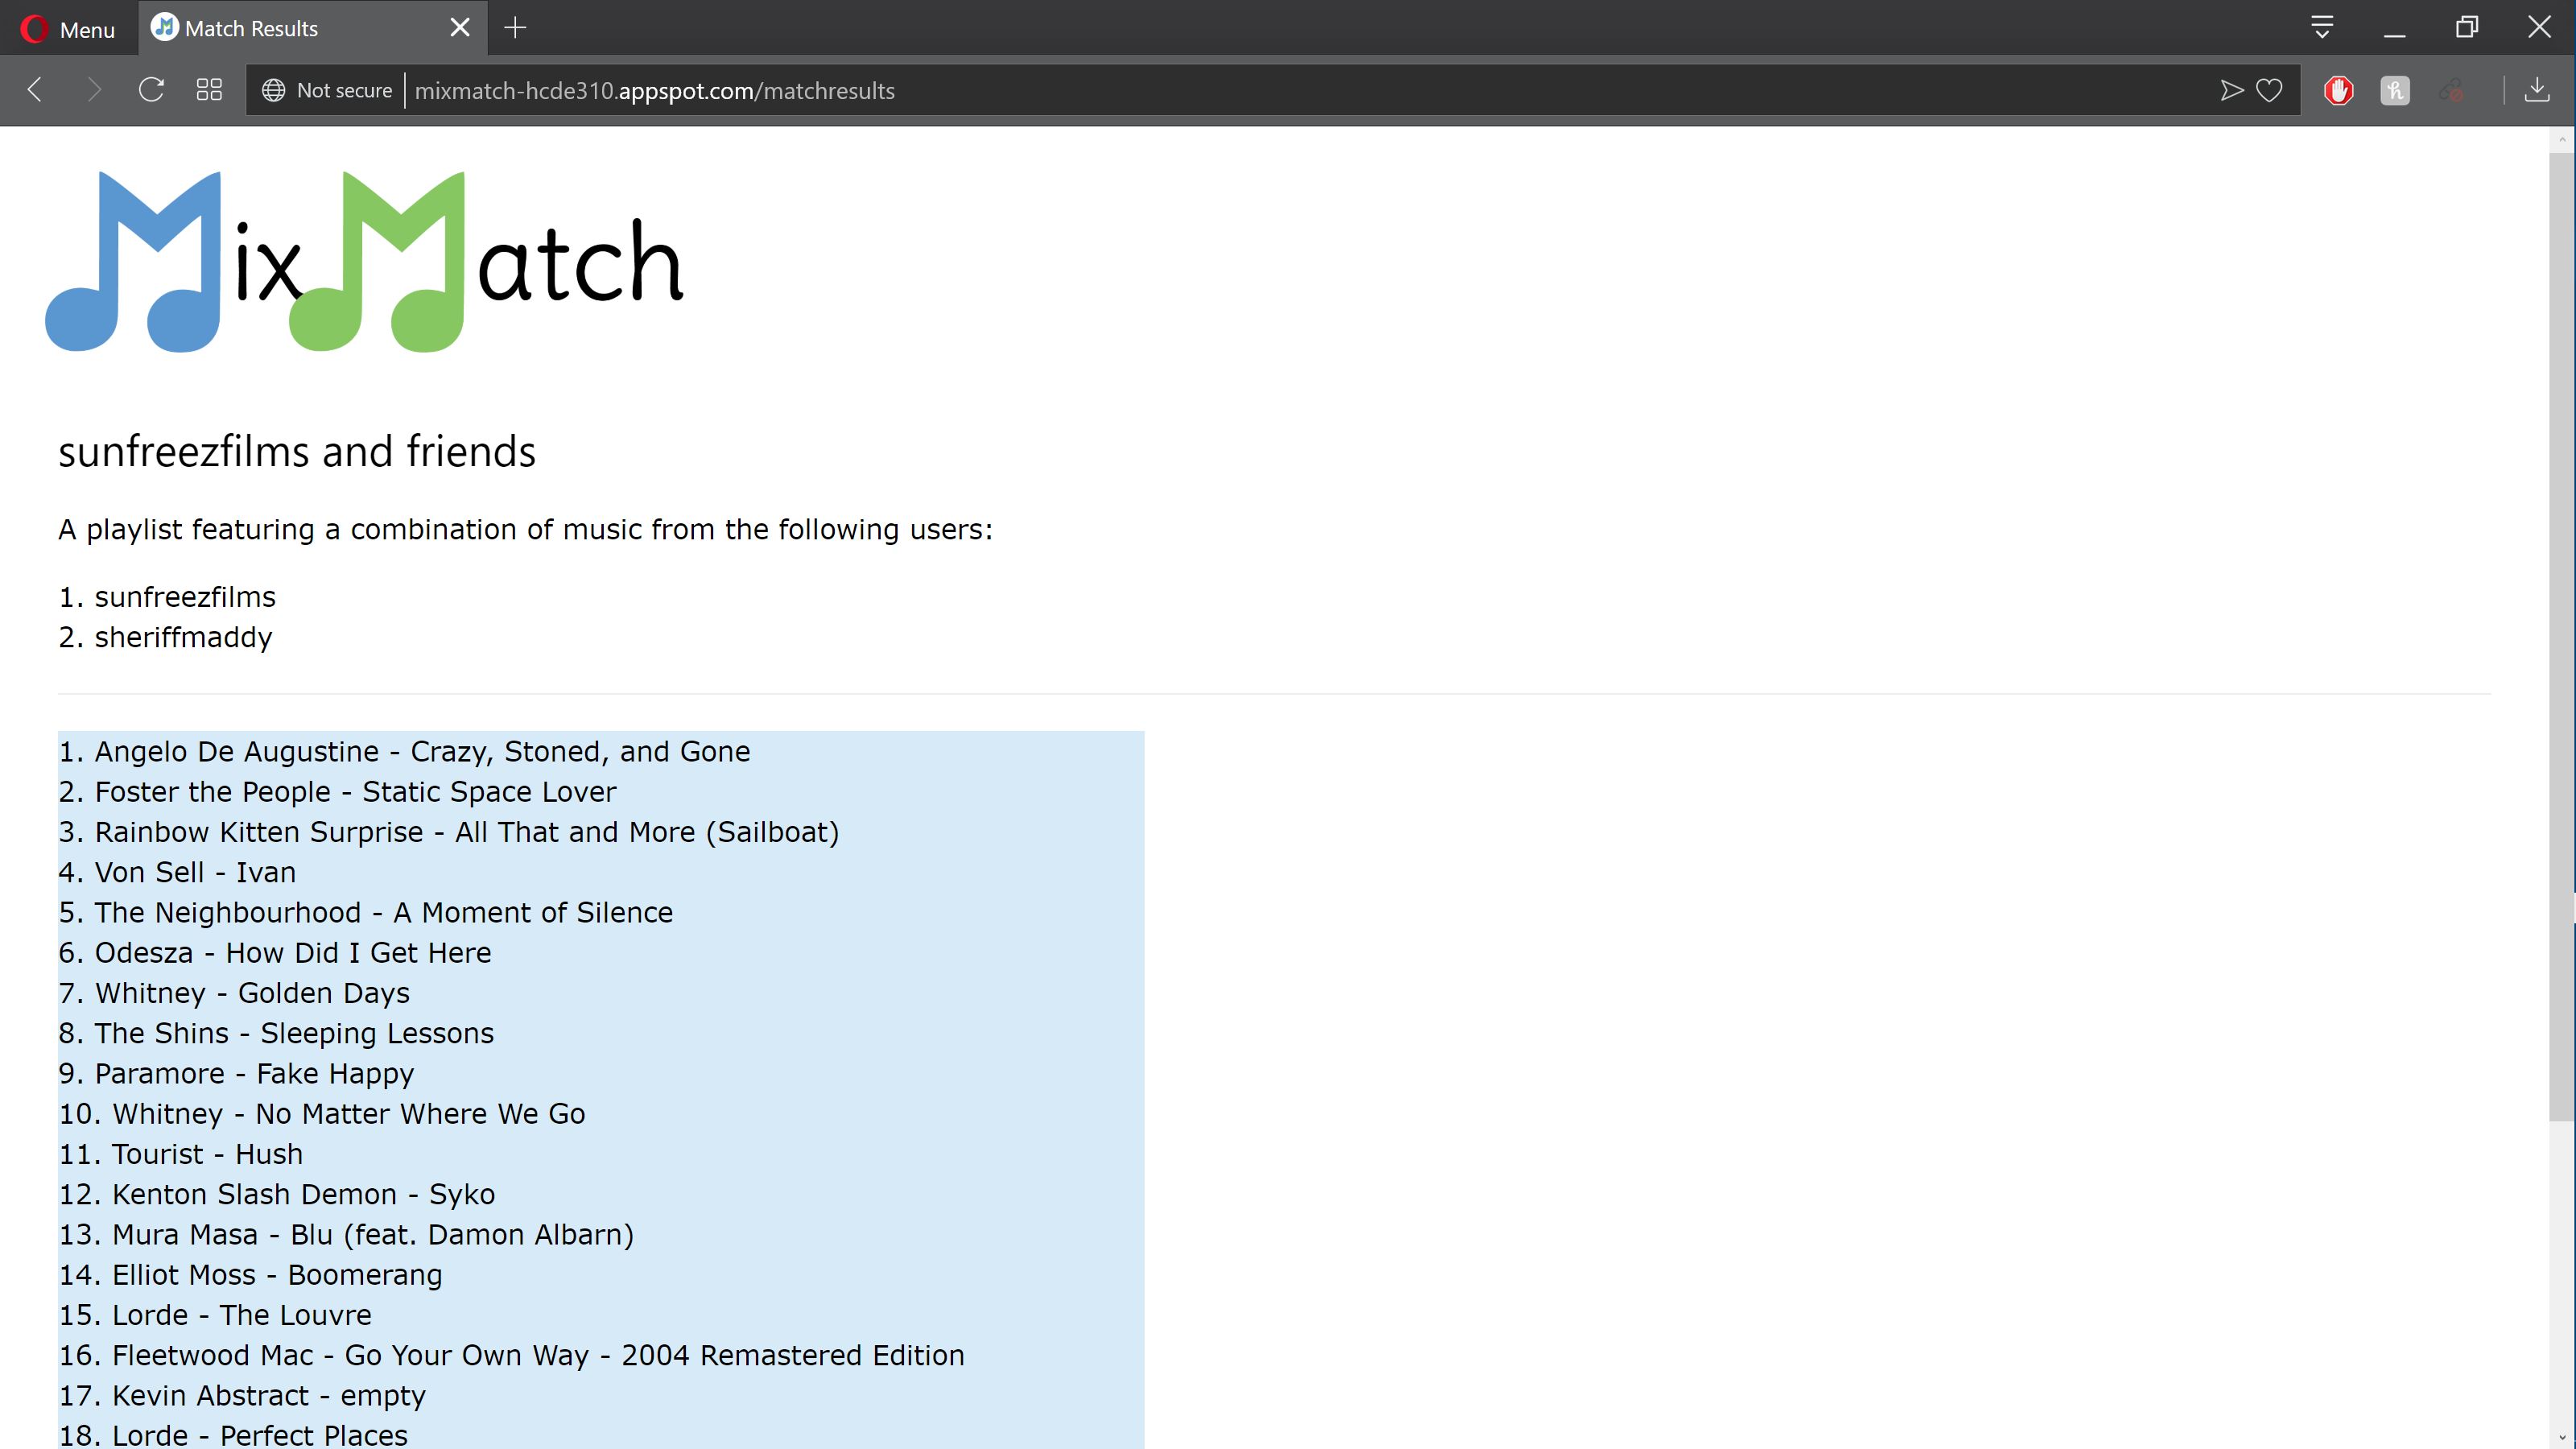 Menu
Match Results
Not secure
mixmatch-hcde310.appspot.com/matchresults
MixMatch
sunfreezfilms and friends
A playlist featuring a combination of music from the following users:
1. sunfreezfilms
2. sheriffmaddy
1. Angelo De Augustine - Crazy, Stoned, and Gone
2. Foster the People - Static Space Lover
3. Rainbow Kitten Surprise - All That and More (Sailboat)
4. Von Sell - Ivan
5. The Neighbourhood - A Moment of Silence
6. Odesza - How Did I Get Here
7. Whitney - Golden Days
8. The Shins - Sleeping Lessons
9. Paramore - Fake Happy
10. Whitney - No Matter Where We Go
11. Tourist - Hush
12. Kenton Slash Demon - Syko
13. Mura Masa - Blu (feat. Damon Albarn)
14. Elliot Moss - Boomerang
15. Lorde - The Louvre
16. Fleetwood Mac - Go Your Own Way - 2004 Remastered Edition
17. Kevin Abstract - empty
18. Lorde - Perfect Places